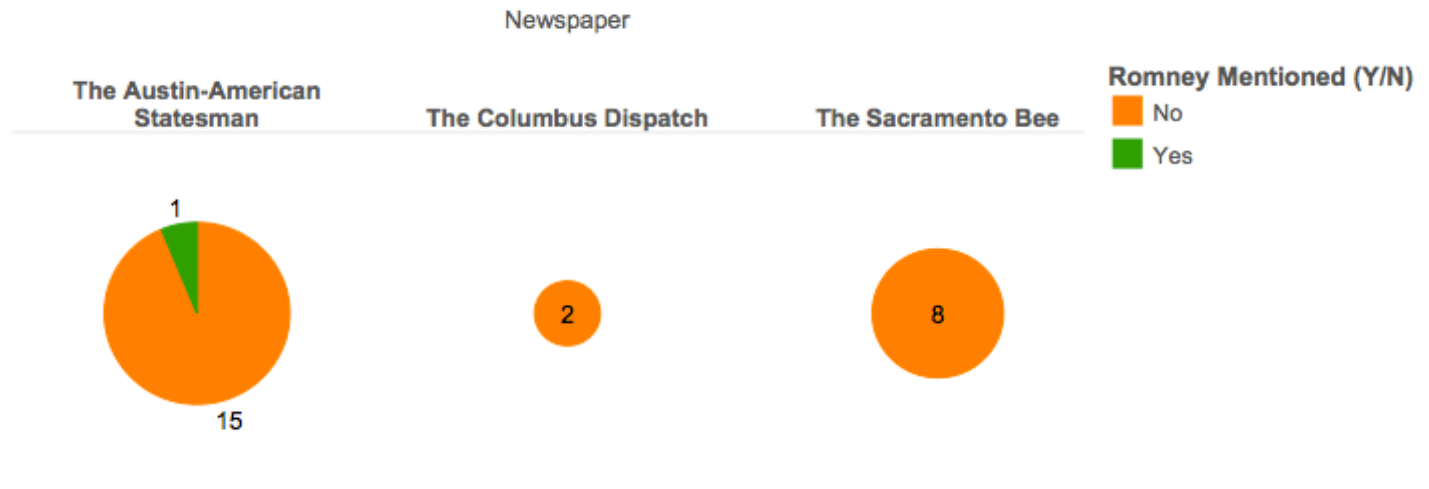 Newspaper
The Austin-American
Statesman
The Columbus Dispatch
The Sacramento Bee
Romney Mentioned (Y/N)
No
Yes
1
15
2
8